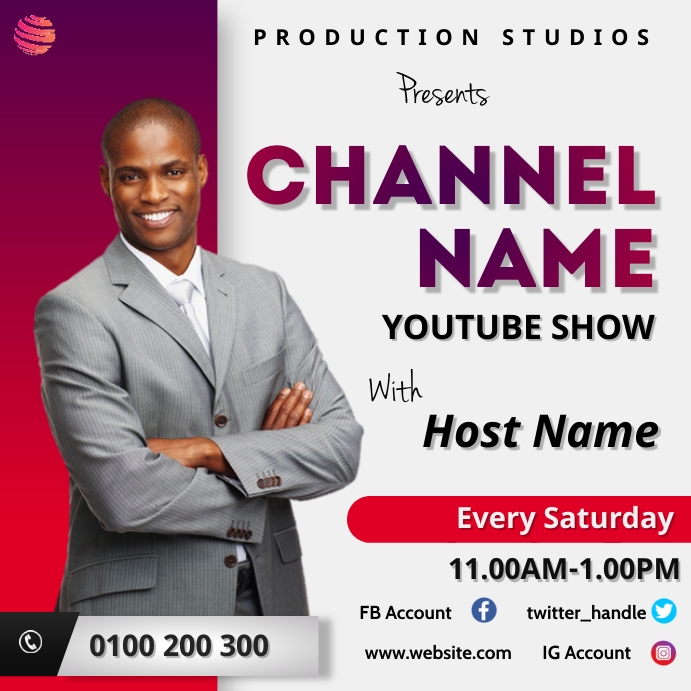 PRODUCTION STUDIOS
Presents
CHANNEL
NAME
YOUTUBE SHOW
With
Host Name
Every Saturday
11.00AM-1.00PM
FB Account twitter_handle
www.website.com IG Account
0100 200 300